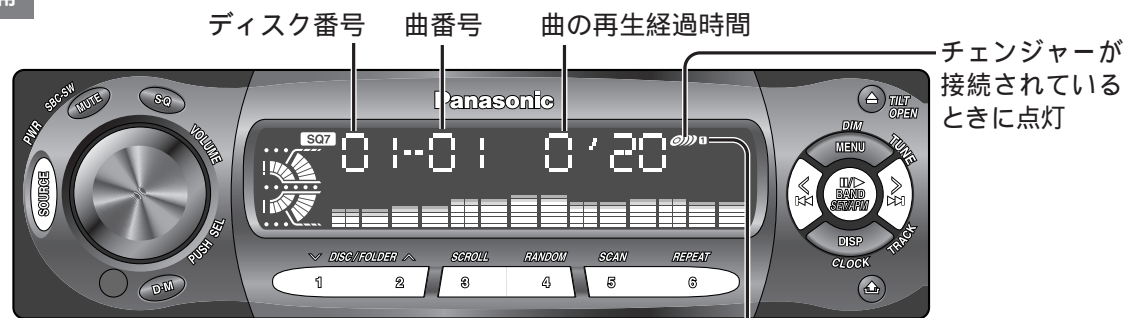 用
ディスク番号 曲番号 曲の再生経過時間
チェンジャーが
接続されている
ときに点灯
PWR SBC-SW MUTE S·Q
VOLUME
SOURCE
PUSH SEL
D·M
Panasonic
SQ7 01--01 0'20 1
TILT
OPEN
DIM
MENU
TUNE
BAND
SET/APM
DISP
TRACK
CLOCK
DISC/FOLDER SCROLL RANDOM SCAN REPEAT
1 2 3 4 5 6